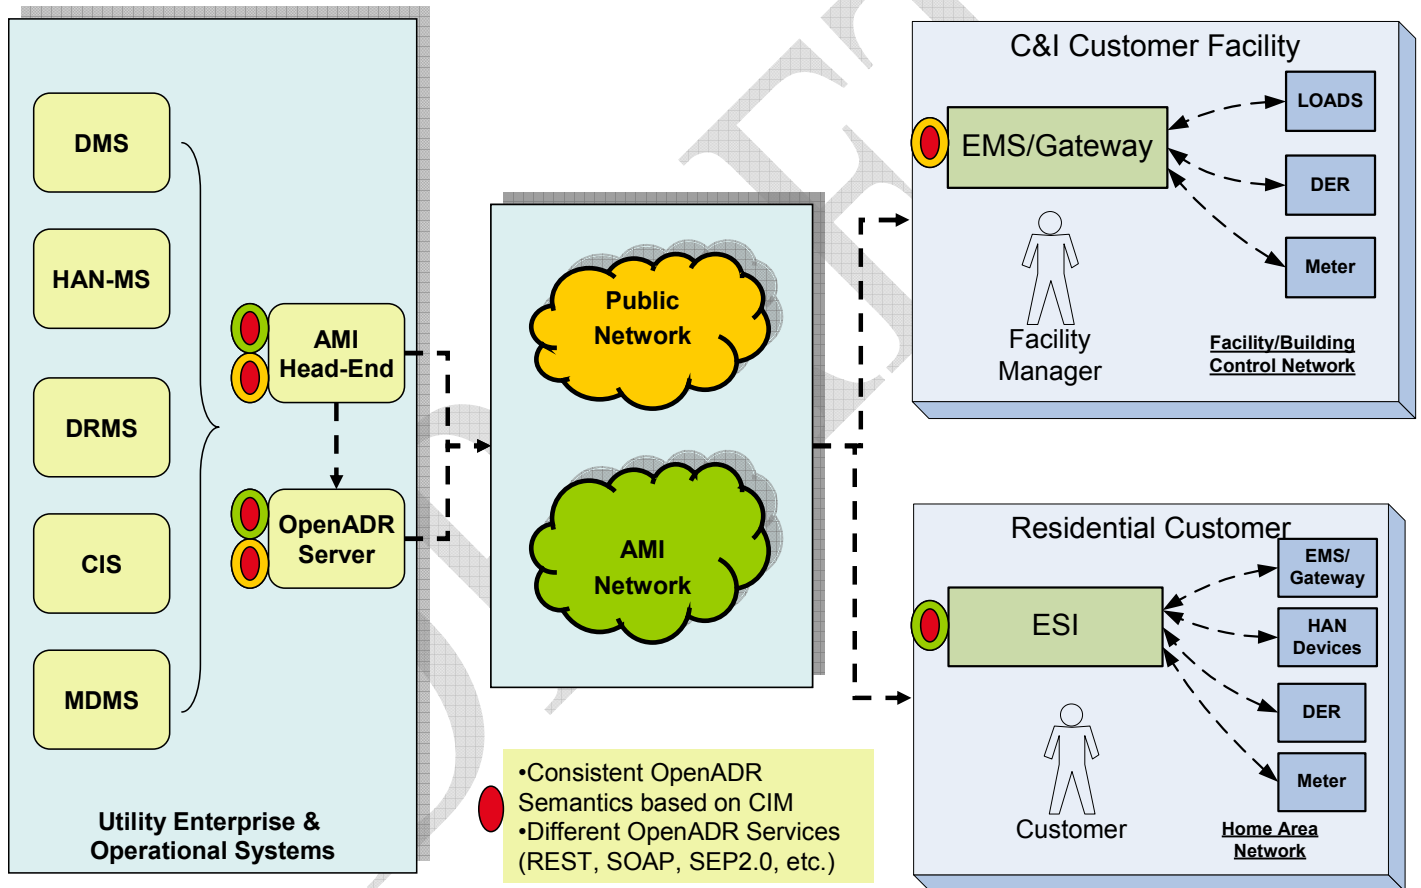 DMS
HAN-MS
DRMS
CIS
MDMS
AMI
Head-End
OpenADR
Server
Utility Enterprise &
Operational Systems
Public
Network
AMI
Network
•Consistent OpenADR
Semantics based on CIM
•Different OpenADR Services
(REST, SOAP, SEP2.0, etc.)
C&I Customer Facility
EMS/Gateway
LOADS
DER
Meter
Facility
Manager
Facility/Building
Control Network
Residential Customer
ESI
EMS/
Gateway
HAN
Devices
DER
Meter
Customer
Home Area
Network